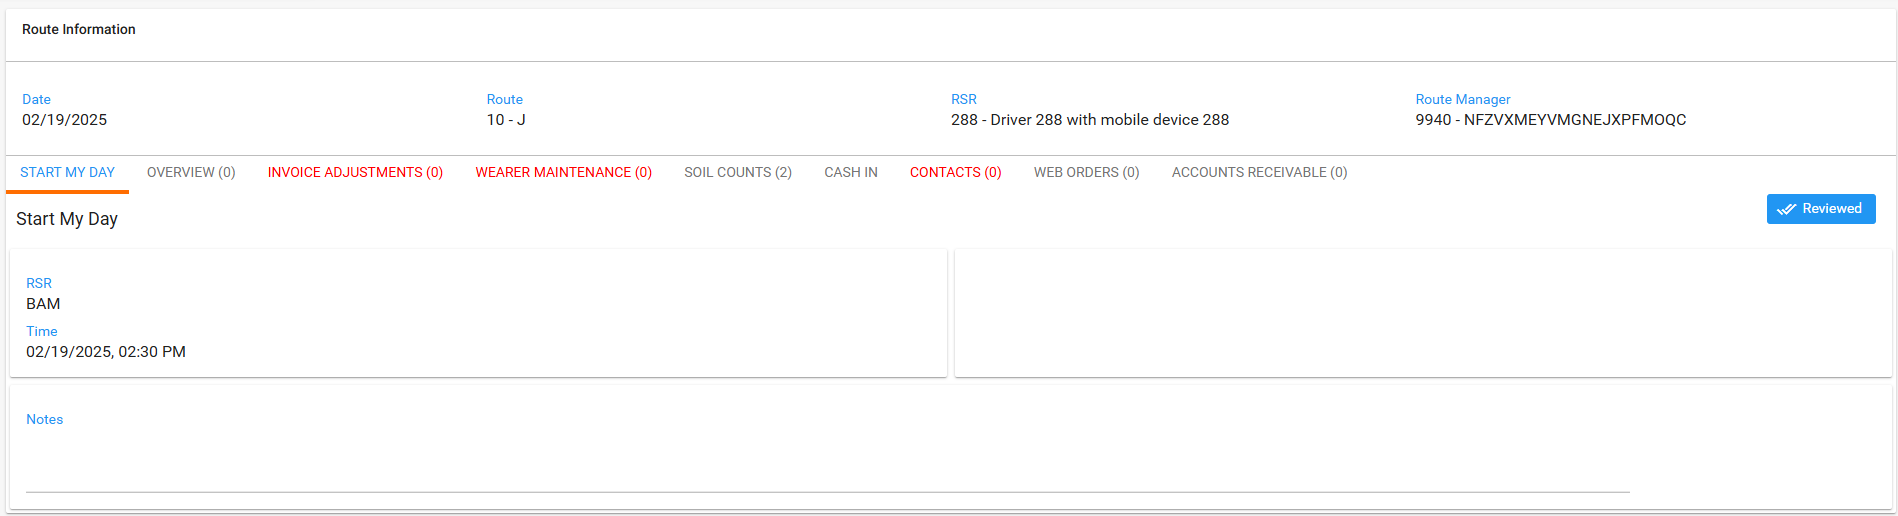 Route Information
Date
02/19/2025
Route
10 - J
RSR
288 - Driver 288 with mobile device 288
Route Manager
9940 - NFZVXMEYVMGNEJXPFMOQC
START MY DAY OVERVIEW (0) INVOICE ADJUSTMENTS (0) WEARER MAINTENANCE (0) SOIL COUNTS (2) CASH IN CONTACTS (0) WEB ORDERS (0) ACCOUNTS RECEIVABLE (0)
Start My Day
Reviewed
RSR
BAM
Time
02/19/2025, 02:30 PM
Notes